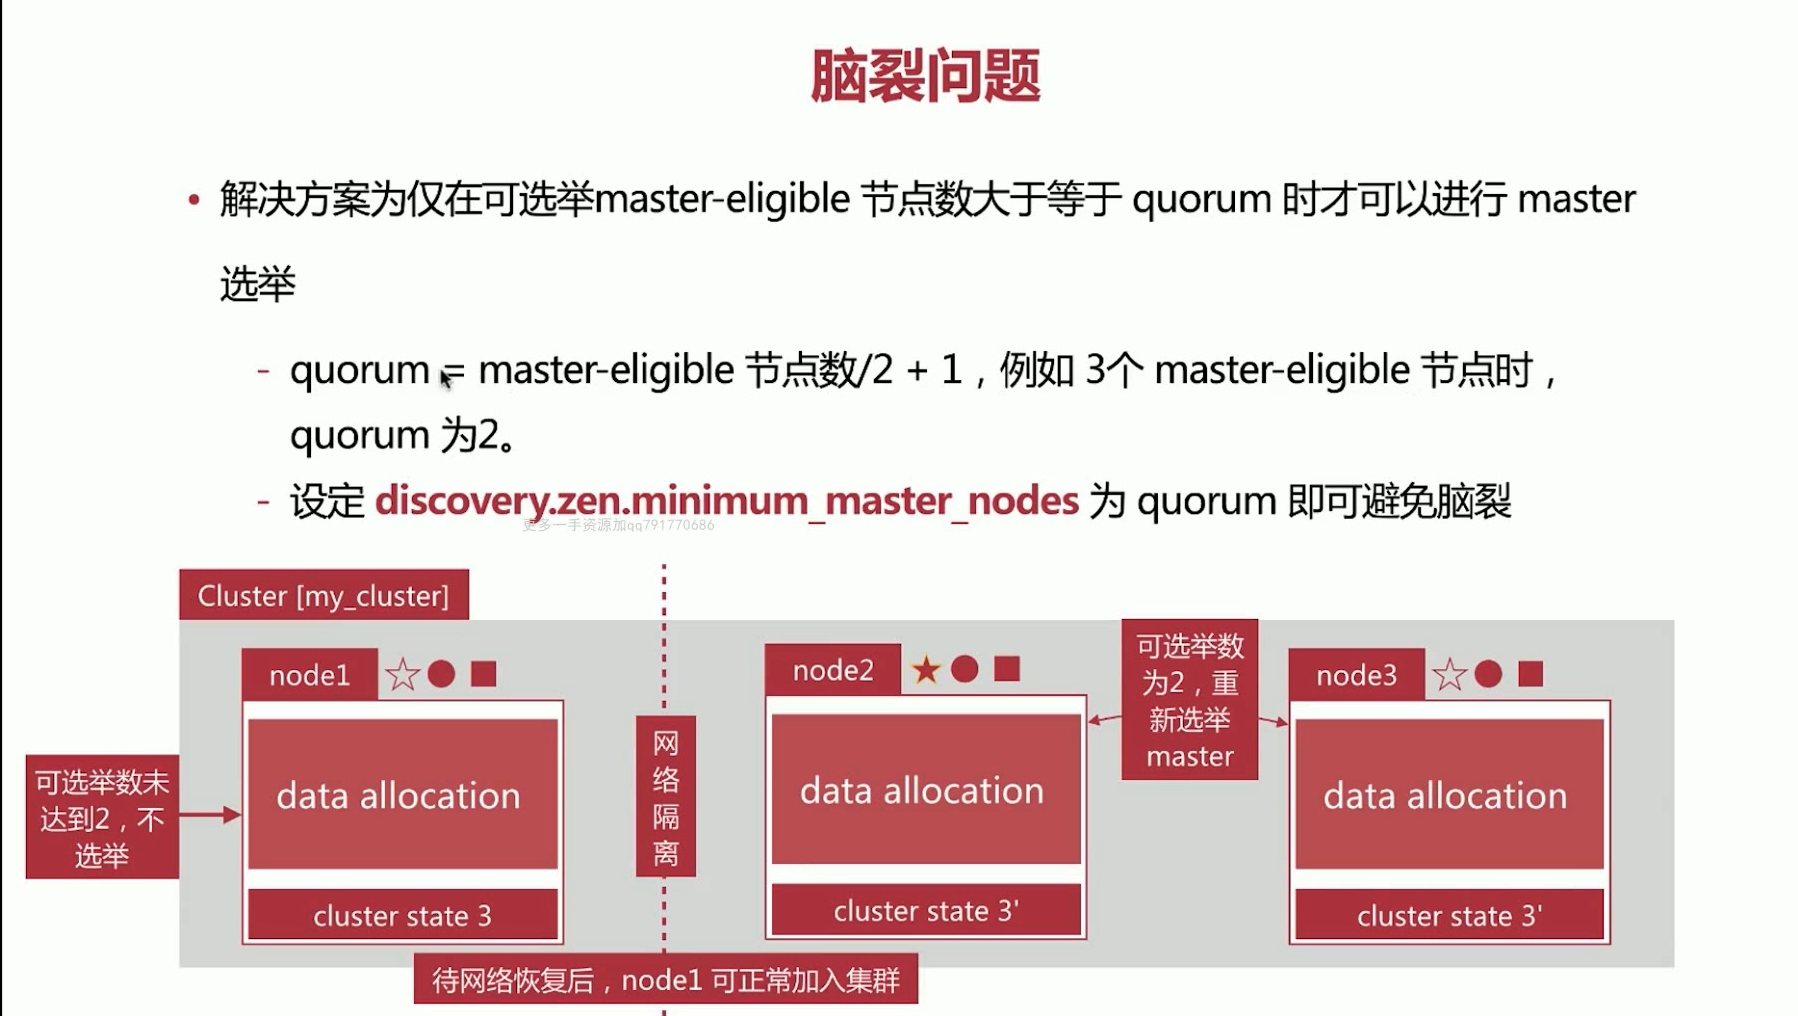 脑裂问题
• 解决方案为仅在可选举master-eligible 节点数大于等于 quorum 时才可以进行 master
选举
- quorum = master-eligible 节点数/2 + 1，例如 3个 master-eligible 节点时，
quorum 为2。
- 设定 discovery.zen.minimum_master_nodes 为 quorum 即可避免脑裂
更多一手资源加qq791770686
Cluster [my_cluster]
node1
data allocation
cluster state 3
可选举数未
达到2，不
选举
网
络
隔
离
node2
data allocation
cluster state 3'
可选举数
为2，重
新选举
master
node3
data allocation
cluster state 3'
待网络恢复后，node1 可正常加入集群